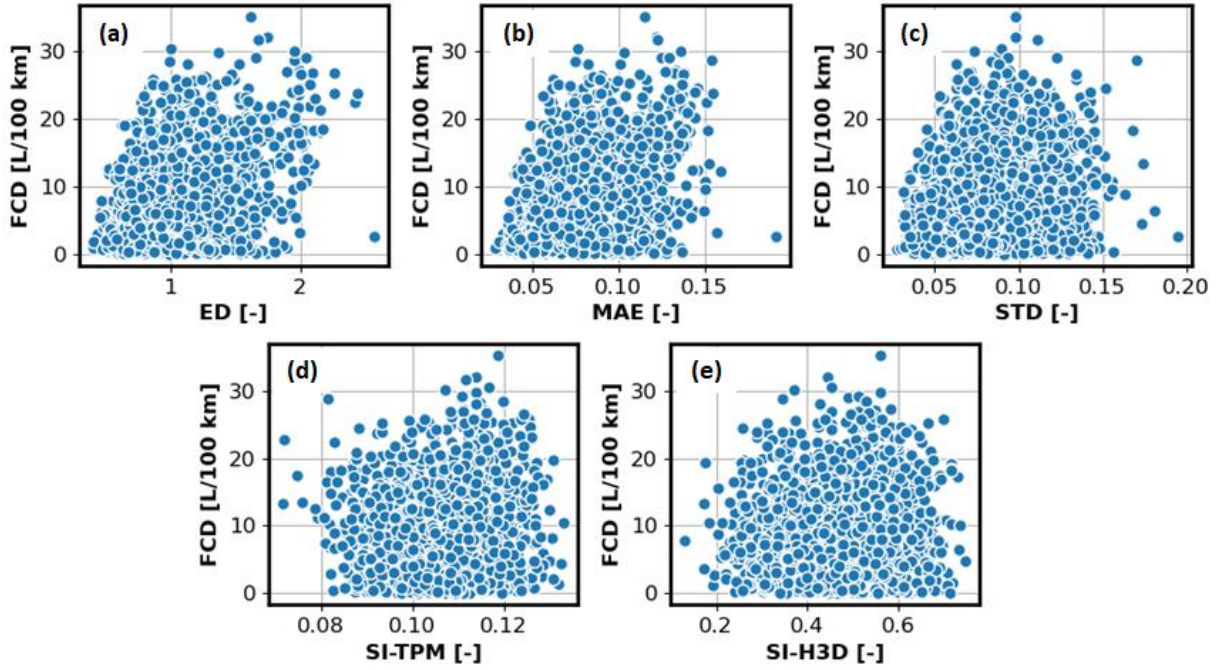 (a)
FCD [L/100 km]
30
20
10
0
1
2
ED [-]
(b)
FCD [L/100 km]
30
20
10
0
0.05
0.10
0.15
MAE [-]
(c)
FCD [L/100 km]
30
20
10
0
0.05
0.10
0.15
0.20
STD [-]
(d)
FCD [L/100 km]
30
20
10
0
0.08
0.10
0.12
SI-TPM [-]
(e)
FCD [L/100 km]
30
20
10
0
0.2
0.4
0.6
SI-H3D [-]